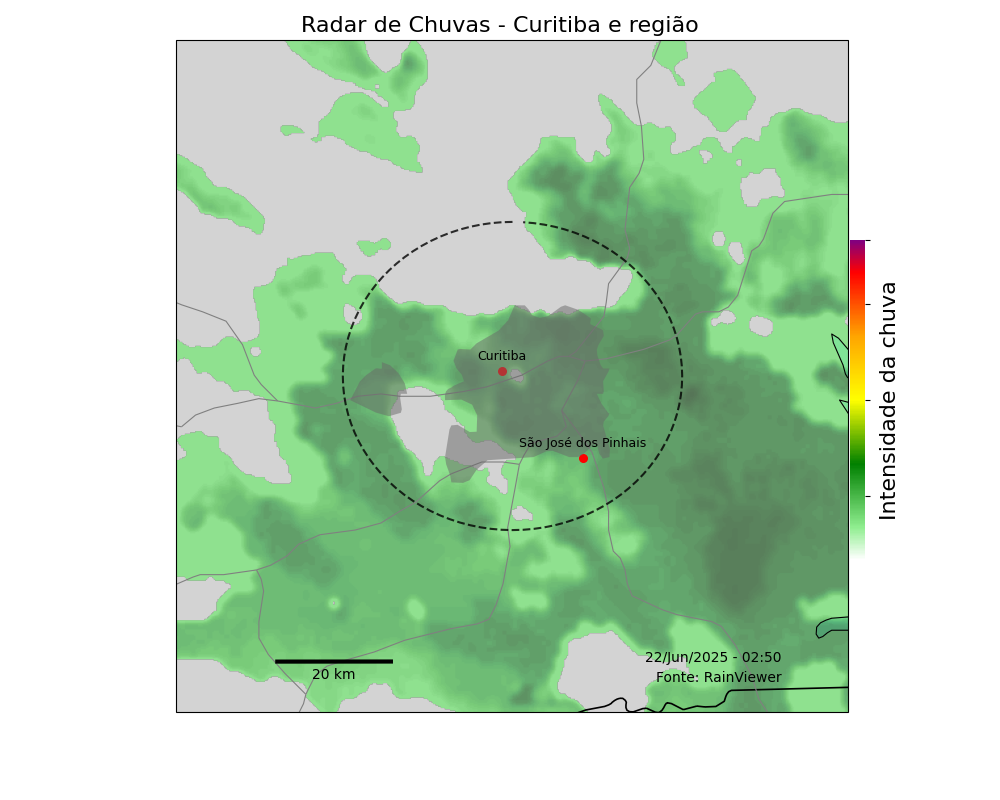 Radar de Chuvas - Curitiba e região
Curitiba
São José dos Pinhais
Intensidade da chuva
22/Jun/2025 - 02:50
20 km
Fonte: RainViewer